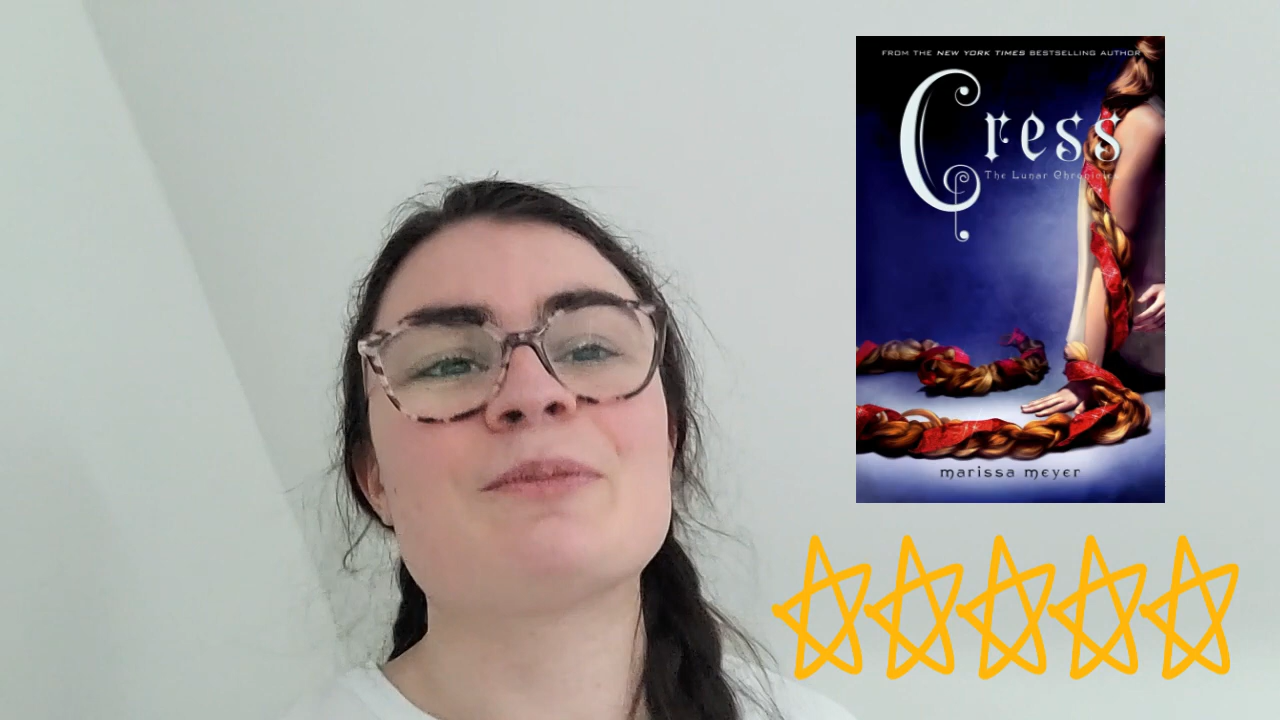 FROM THE NEW YORK TIMES BESTSELLING AUTHOR
Cress
The Lunar Chronicles
marissa meyer